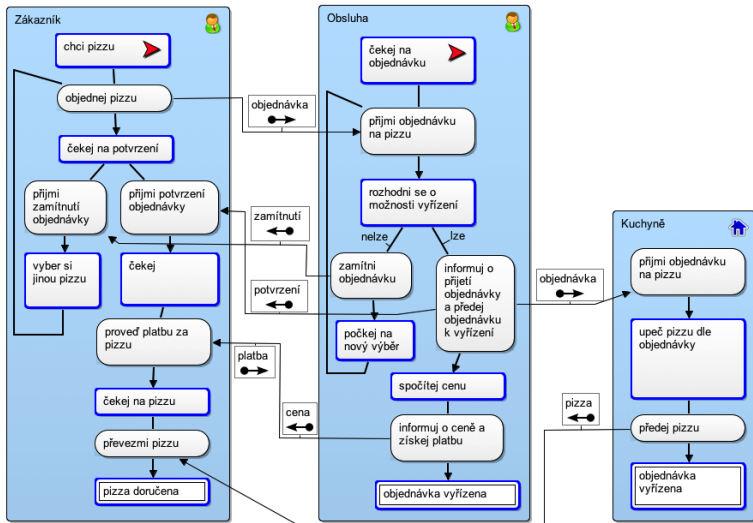 Zákazník
chci pizzu
objednej pizzu
čekej na potvrzení
přijmi
zamítnutí
objednávky
přijmi potvrzení
objednávky
vyber si
jinou pizzu
čekej
proveď platbu za
pizzu
čekej na pizzu
převezmi pizzu
pizza doručena
objednávka
zamítnutí
potvrzení
platba
cena
Obsluha
čekej na
objednávku
přijmi objednávku
na pizzu
rozhodni se o
možnosti vyřízení
nelze
lze
zamítni
objednávku
informuj o
přijetí
objednávky
a předej
objednávku
k vyřízení
počkej na
nový výběr
spočítej cenu
informuj o ceně a
získej platbu
objednávka vyřízena
objednávka
pizza
Kuchyně
přijmi objednávku
na pizzu
upeč pizzu dle
objednávky
předej pizzu
objednávka
vyřízena